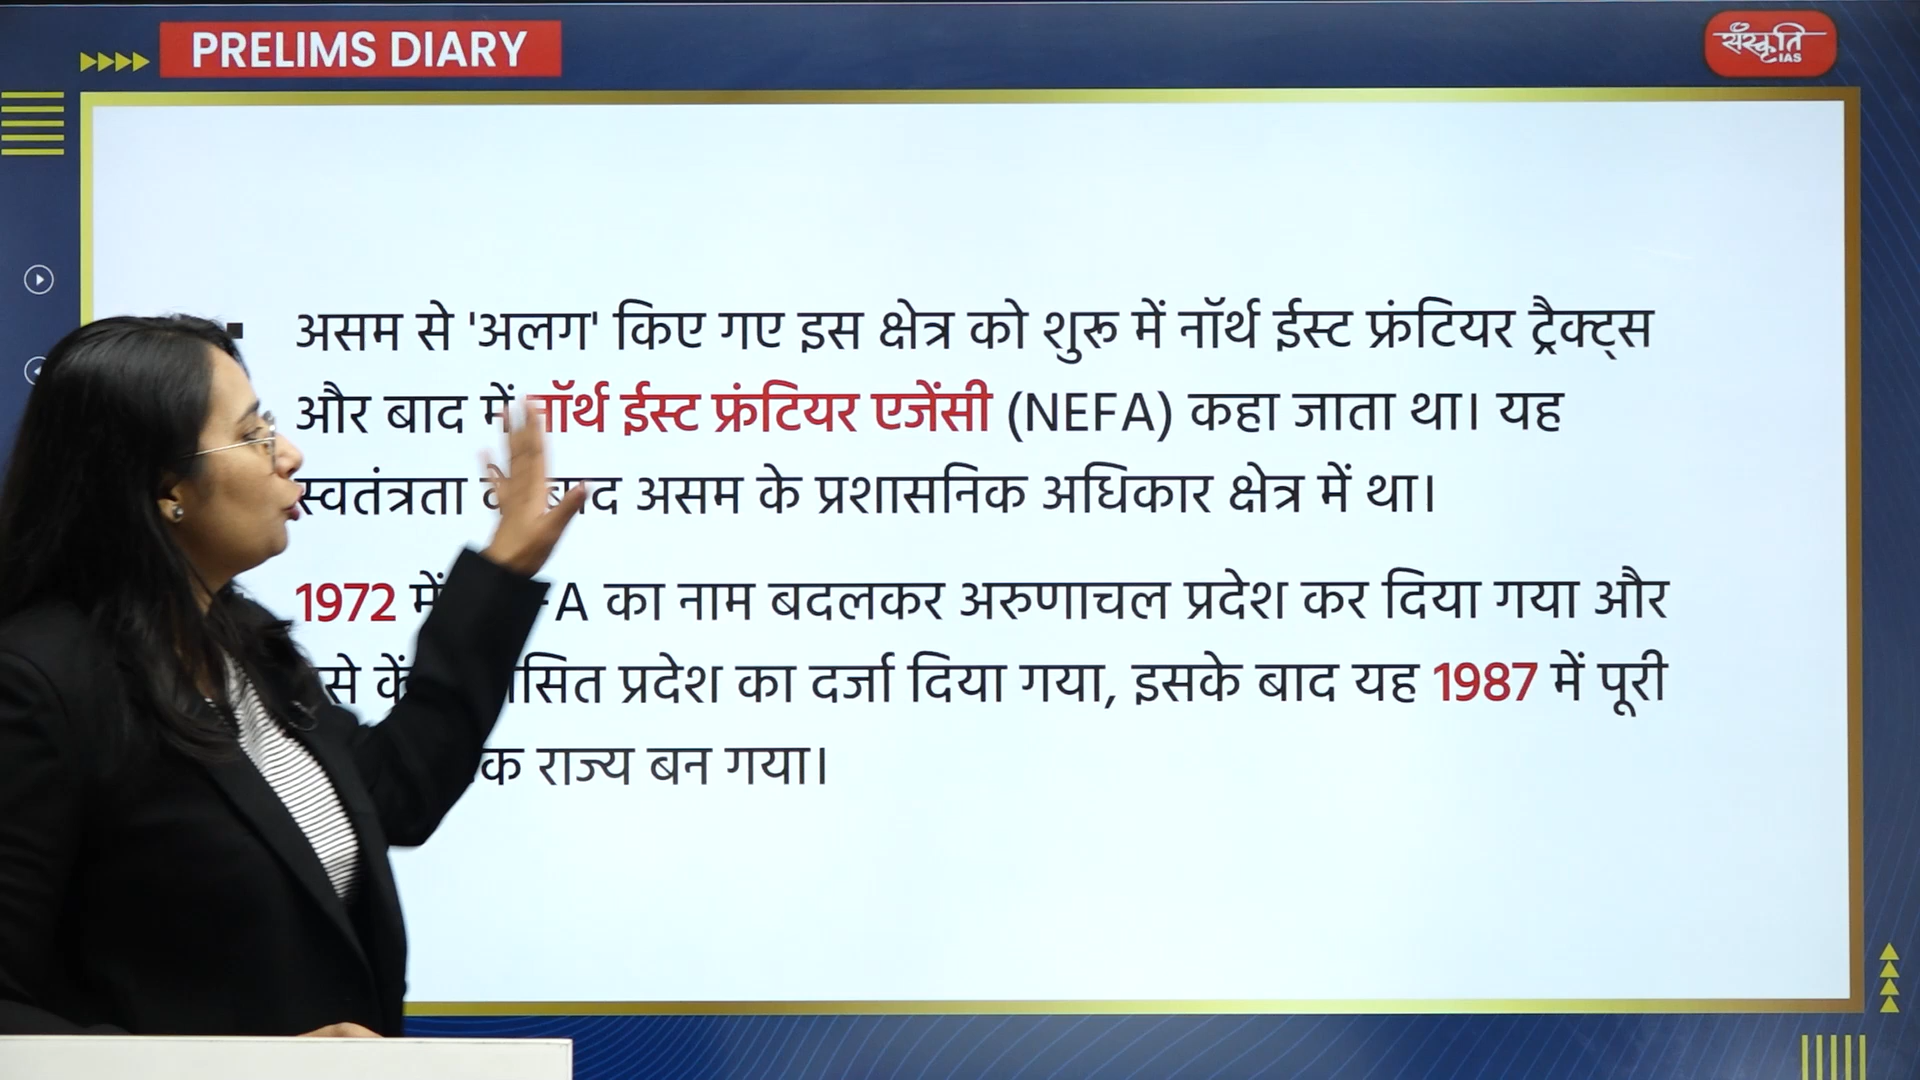 PRELIMS DIARY
संस्कृति
IAS
असम से 'अलग' किए गए इस क्षेत्र को शुरू में नॉर्थ ईस्ट फ्रंटियर ट्रैक्ट्स
और बाद में नॉर्थ ईस्ट फ्रंटियर एजेंसी (NEFA) कहा जाता था। यह
स्वतंत्रता के बाद असम के प्रशासनिक अधिकार क्षेत्र में था।
1972 में का नाम बदलकर अरुणाचल प्रदेश कर दिया गया और
प्रदेश का दर्जा दिया गया, इसके बाद यह 1987 में पूरी
राज्य बन गया।